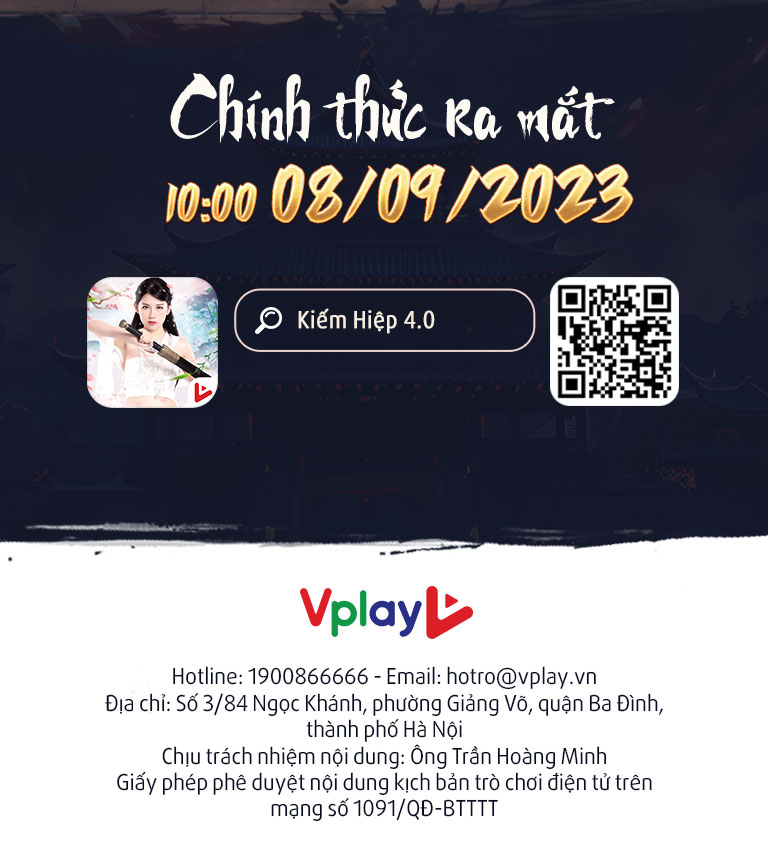 Chính thức ra mắt
10:00 08/09/2023
Kiếm Hiệp 4.0
Vplay
Hotline: 1900866666 - Email: hotro@vplay.vn
Địa chỉ: Số 3/84 Ngọc Khánh, phường Giảng Võ, quận Ba Đình,
thành phố Hà Nội
Chịu trách nhiệm nội dung: Ông Trần Hoàng Minh
Giấy phép phê duyệt nội dung kịch bản trò chơi điện tử trên
mạng số 1091/QĐ-BTTTT